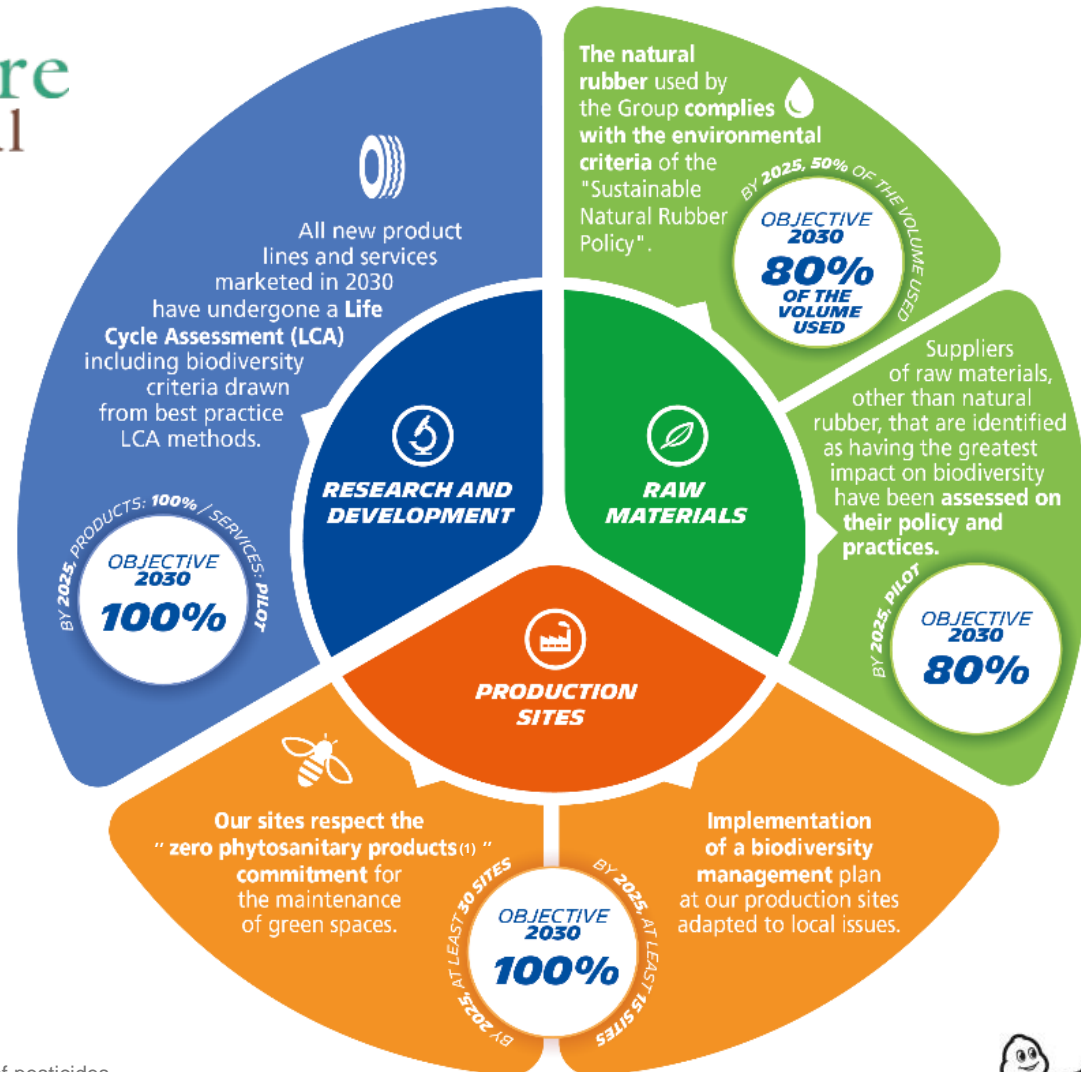 re
l
All new product
lines and services
marketed in 2030
have undergone a Life
Cycle Assessment (LCA)
including biodiversity
criteria drawn
from best practice
LCA methods.
BY 2025, PRODUCTS: 100% / SERVICES: PILOT
OBJECTIVE
2030
100%
RESEARCH AND
DEVELOPMENT
The natural
rubber used by
the Group complies
with the environmental
criteria of the
"Sustainable
Natural Rubber
Policy".
BY 2025, 50% OF THE VOLUME USED
OBJECTIVE
2030
80%
OF THE
VOLUME
USED
RAW
MATERIALS
Suppliers
of raw materials,
other than natural
rubber, that are identified
as having the greatest
impact on biodiversity
have been assessed on
their policy and
practices.
BY 2025, PILOT
OBJECTIVE
2030
80%
PRODUCTION
SITES
Our sites respect the
“ zero phytosanitary products(1) ”
commitment for
the maintenance
of green spaces.
BY 2025, AT LEAST 30 SITES
OBJECTIVE
2030
100%
BY 2025, AT LEAST 15 SITES
Implementation
of a biodiversity
management plan
at our production sites
adapted to local issues.